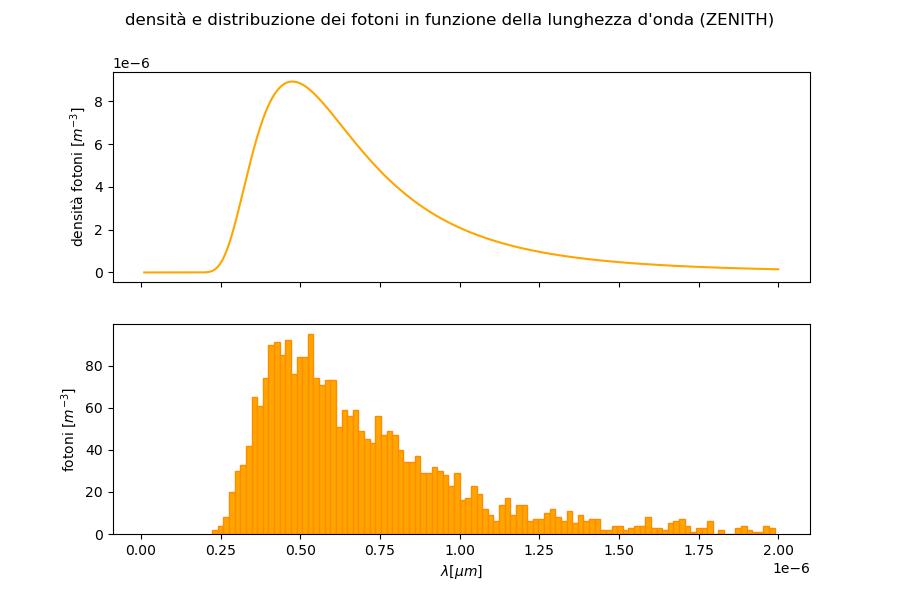 densità e distribuzione dei fotoni in funzione della lunghezza d'onda (ZENITH)
1e−6
8
6
4
2
0
densità fotoni [$m^{-3}$]
80
60
40
20
0
fotoni [$m^{-3}$]
0.00 0.25 0.50 0.75 1.00 1.25 1.50 1.75 2.00
λ[μm]
1e−6